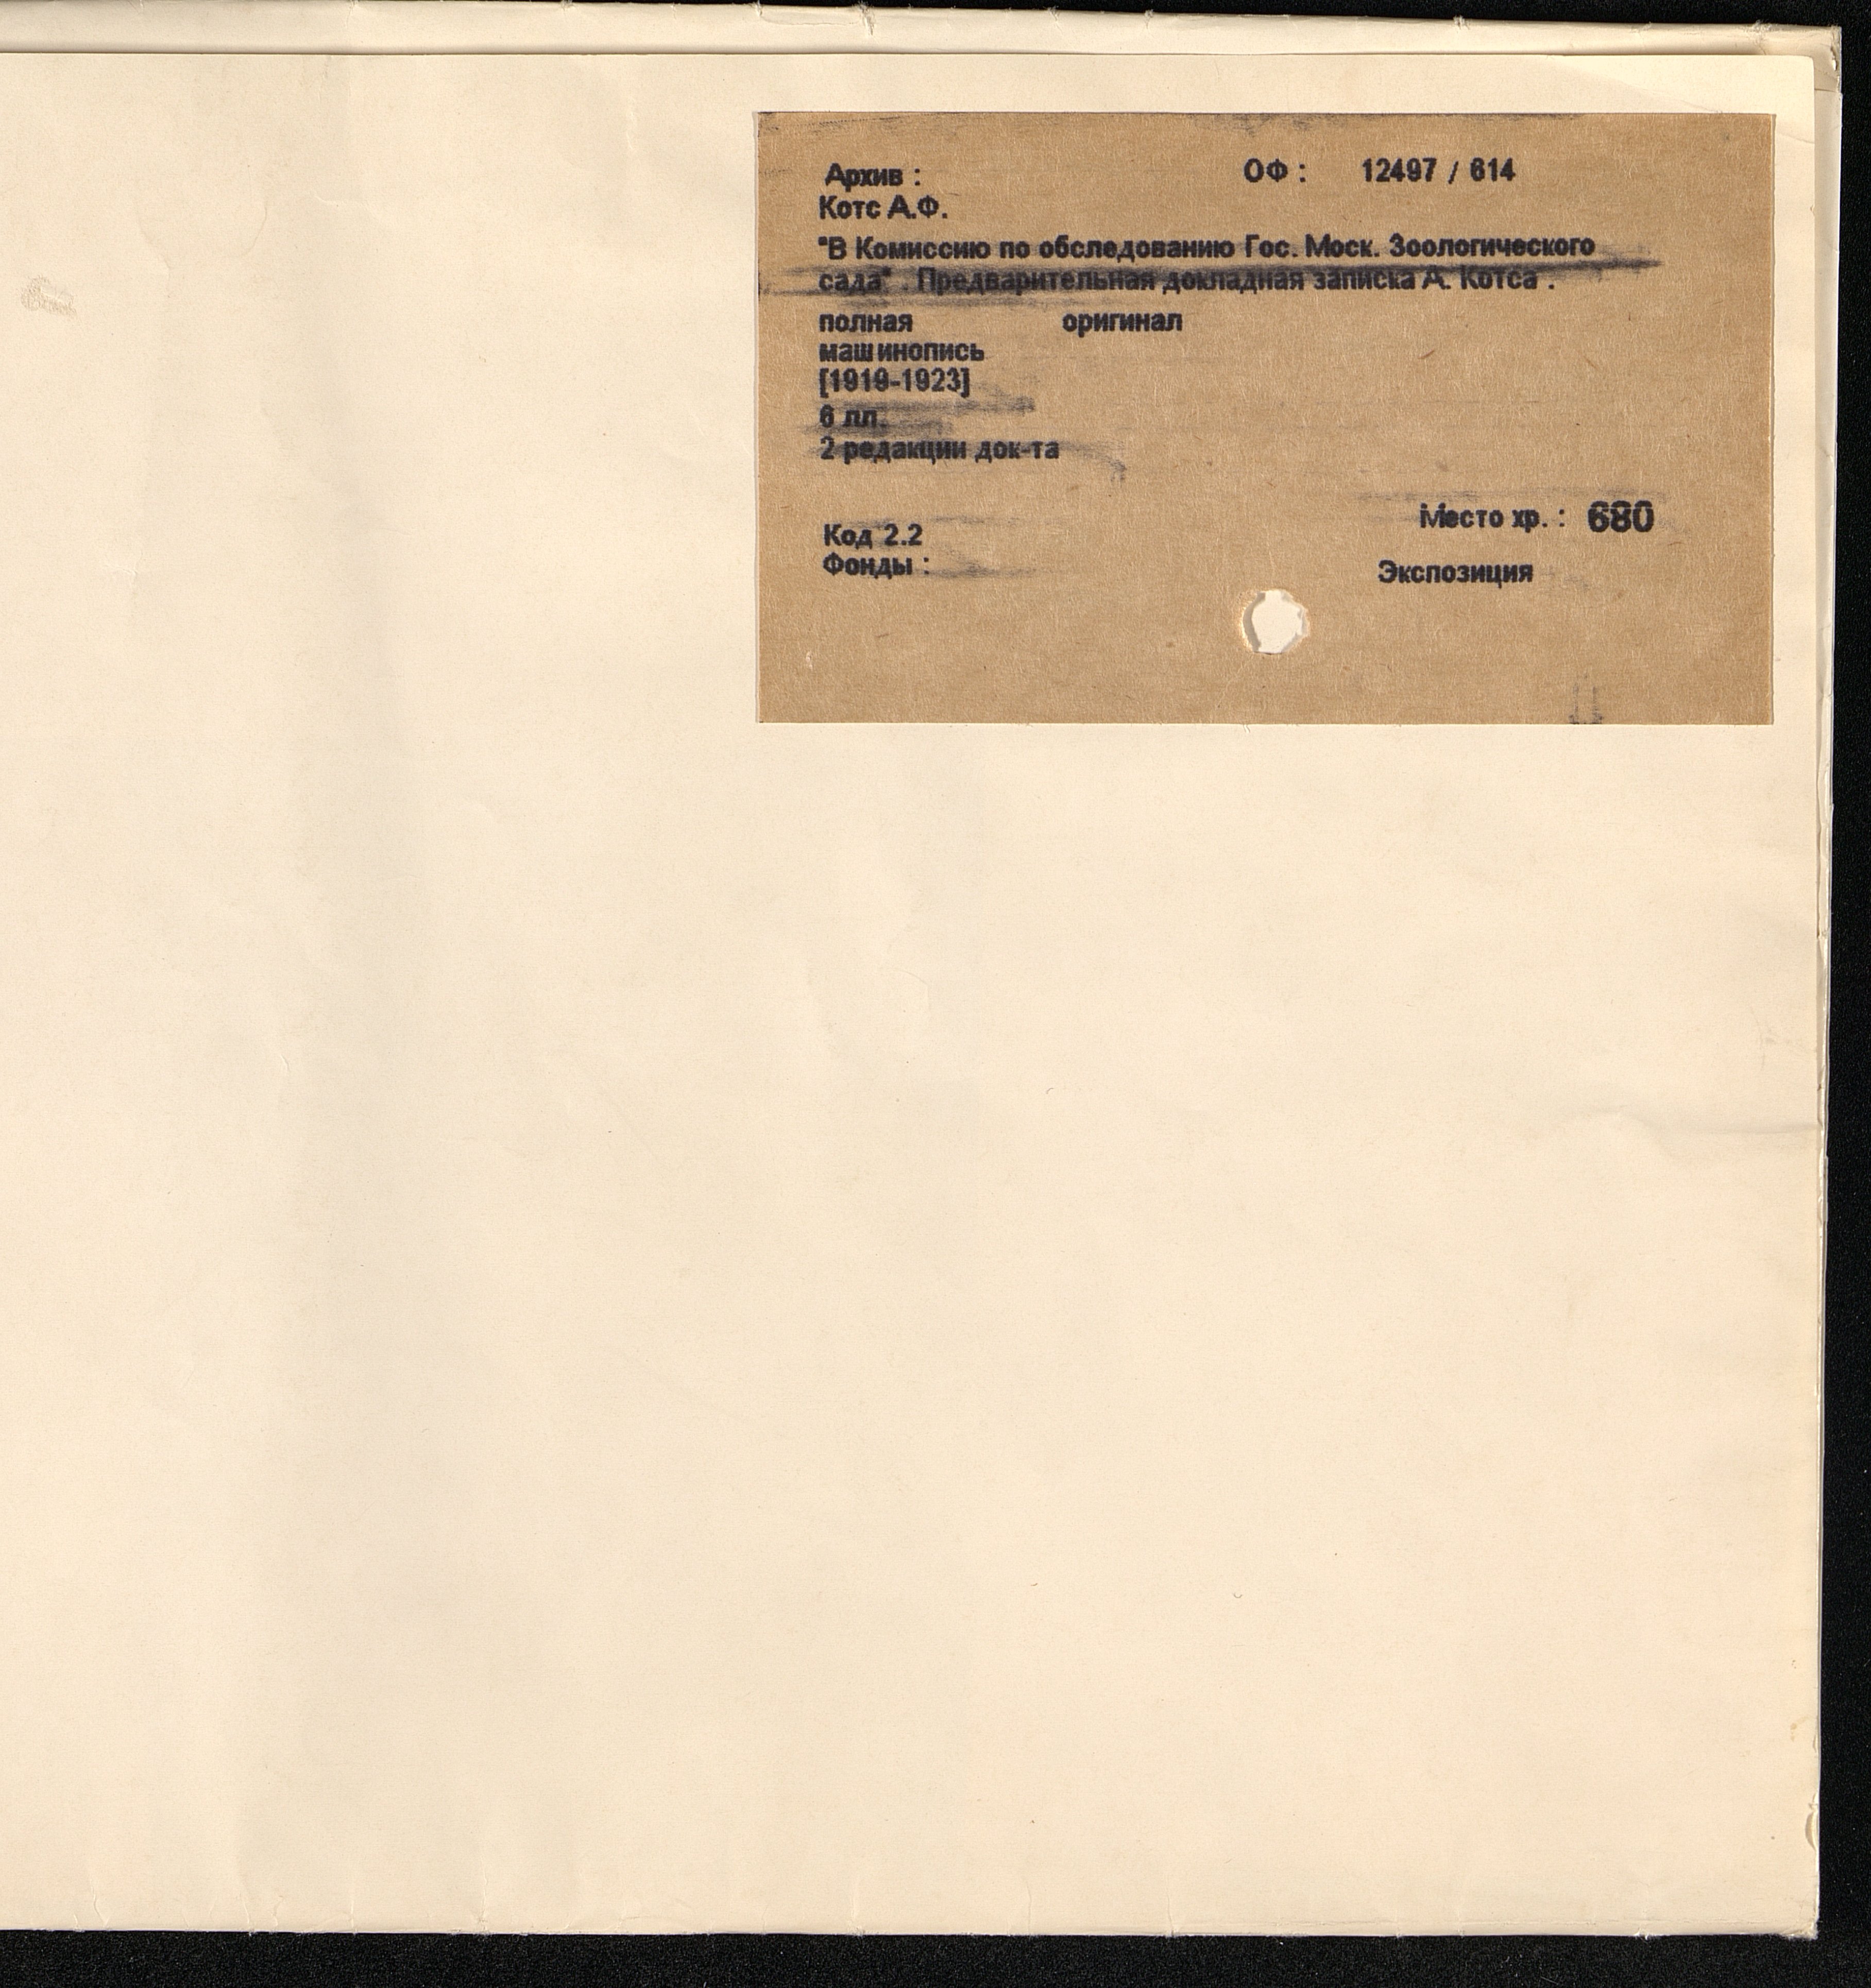 Архив : ОФ : 12497 / 614
Котс А.Ф.
"В Комиссию по обследованию Гос. Моск. Зоологического
сада" . Предварительная докладная записка А. Котса .
полная оригинал
машинопись
[1919-1923]
6 лл.
2 редакции док-та
Место хр. : 680
Код 2.2
Фонды :
Экспозиция